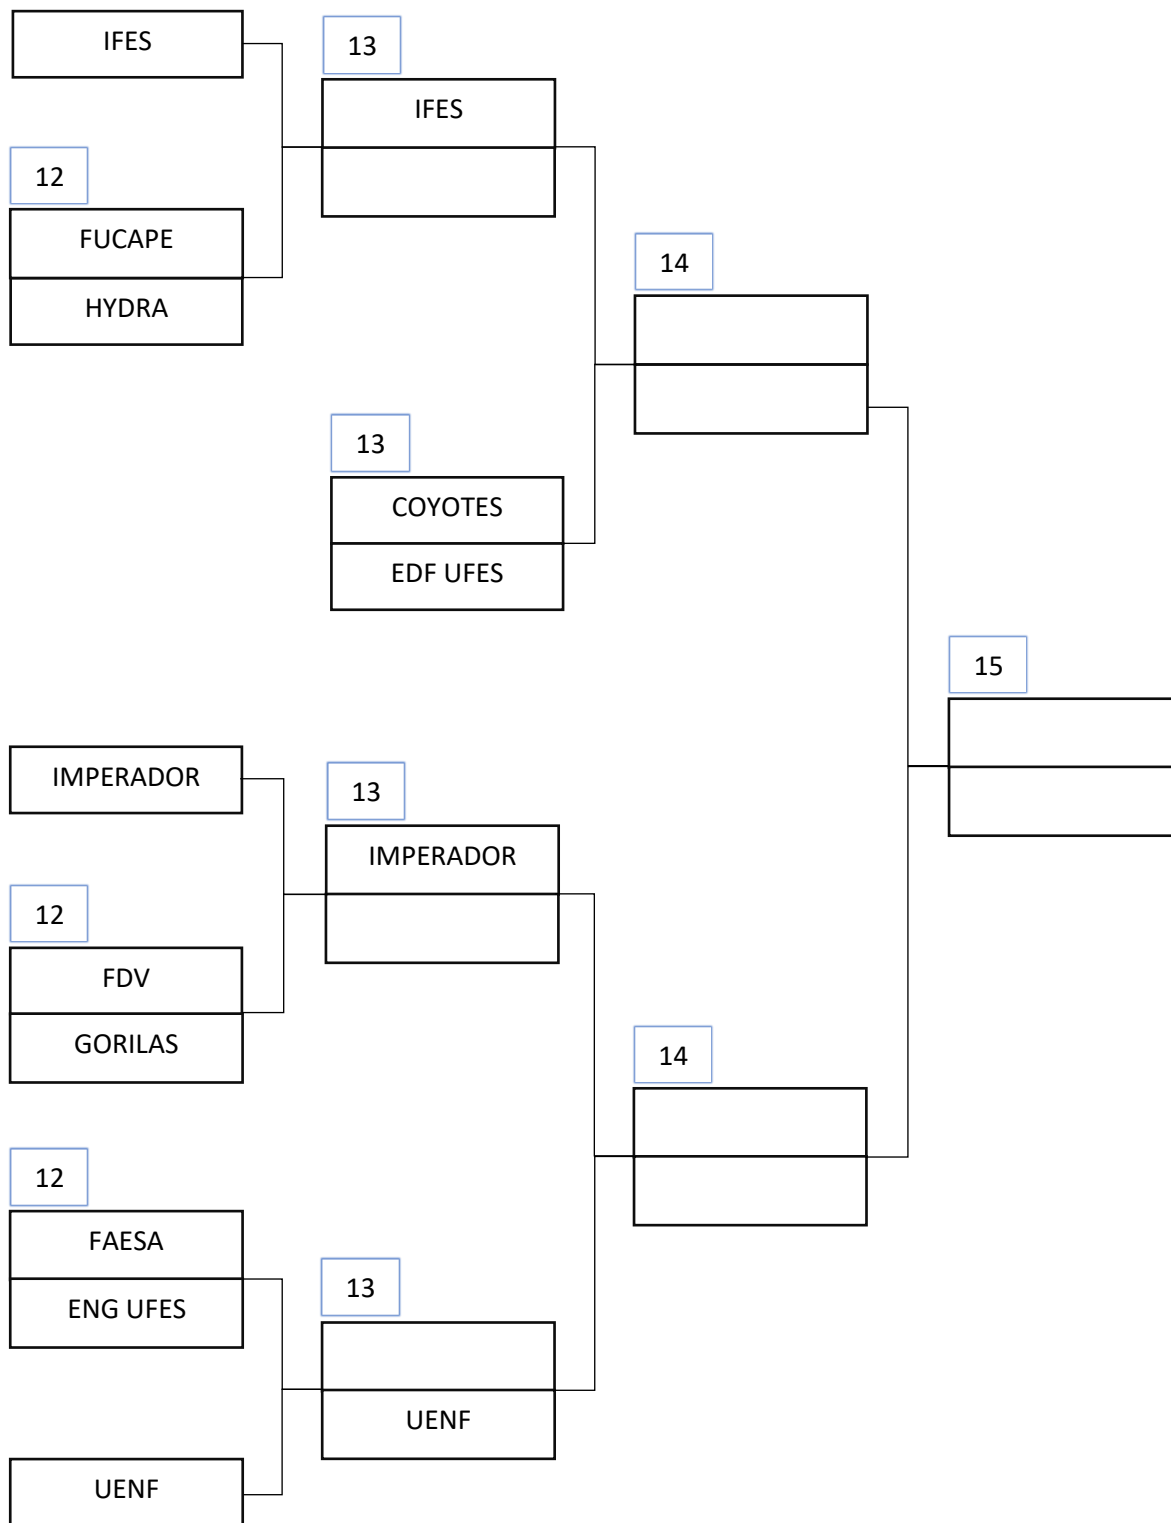 IFES
13
IFES
12
FUCAPE
HYDRA
14
13
COYOTES
EDF UFES
15
IMPERADOR
13
IMPERADOR
12
FDV
GORILAS
14
12
FAESA
ENG UFES
13
UENF
UENF